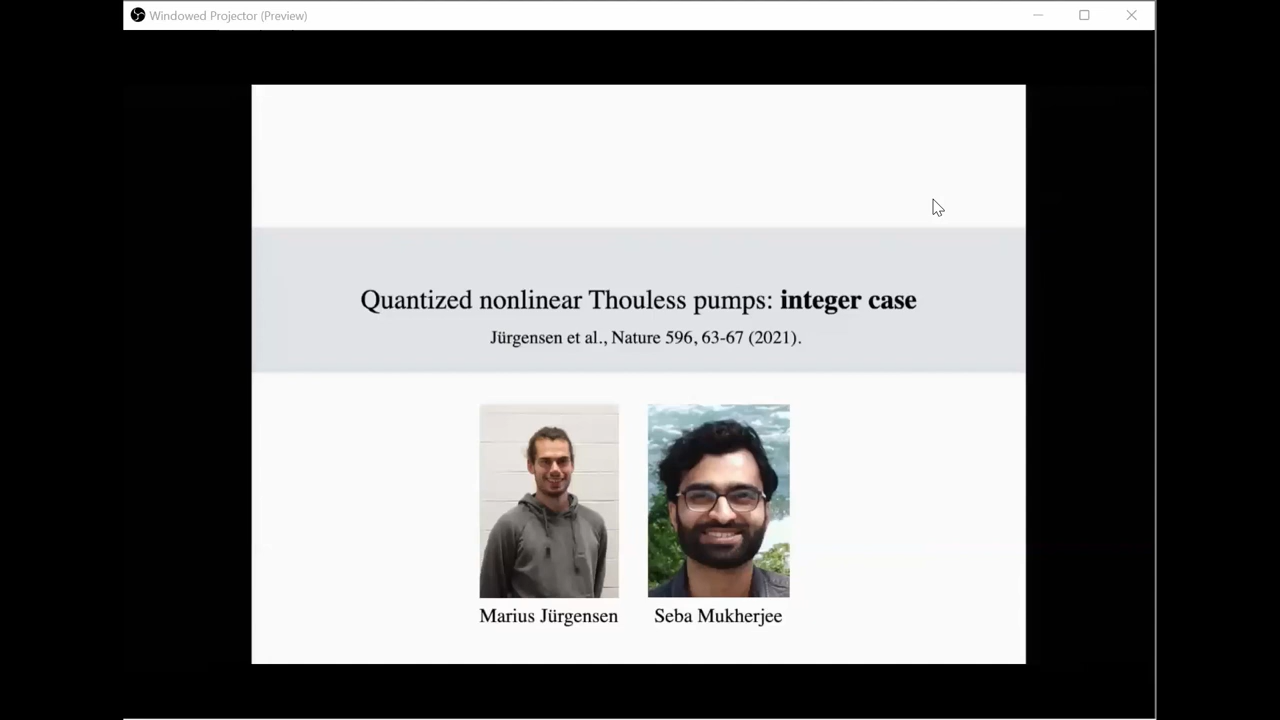 Windowed Projector (Preview)
Quantized nonlinear Thouless pumps: integer case
Jürgensen et al., Nature 596, 63-67 (2021).
Marius Jürgensen
Seba Mukherjee